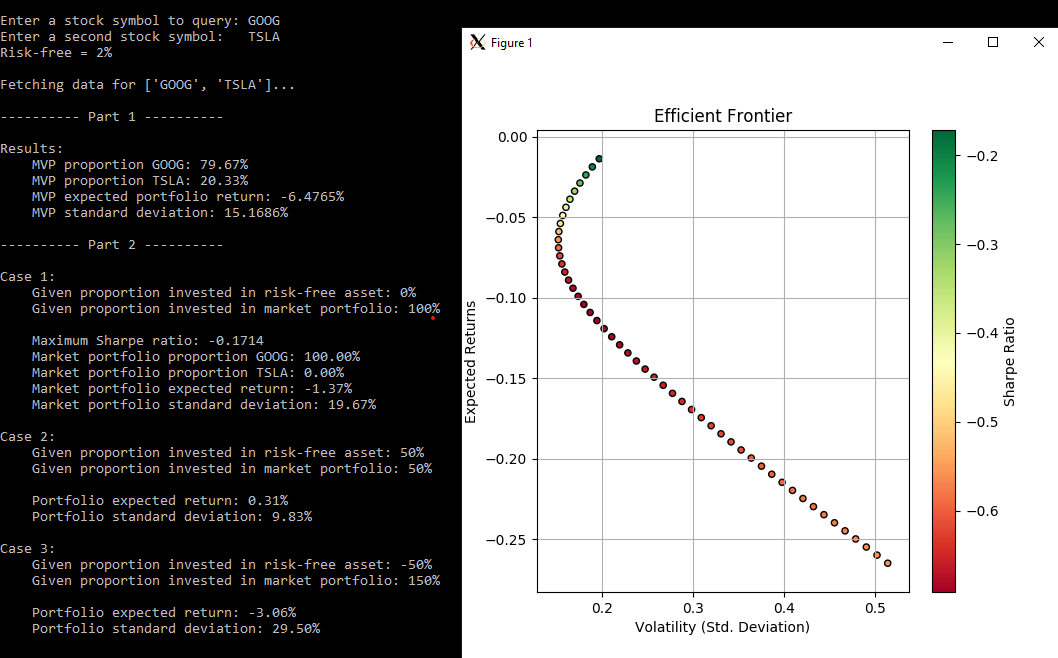 Enter a stock symbol to query: GOOG
Enter a second stock symbol:   TSLA
Risk-free = 2%
Fetching data for ['GOOG', 'TSLA']...
---------- Part 1 ----------
Results:
MVP proportion GOOG: 79.67%
MVP proportion TSLA: 20.33%
MVP expected portfolio return: -6.4765%
MVP standard deviation: 15.1686%
---------- Part 2 ----------
Case 1:
Given proportion invested in risk-free asset: 0%
Given proportion invested in market portfolio: 100%
Maximum Sharpe ratio: -0.1714
Market portfolio proportion GOOG: 100.00%
Market portfolio proportion TSLA: 0.00%
Market portfolio expected return: -1.37%
Market portfolio standard deviation: 19.67%
Case 2:
Given proportion invested in risk-free asset: 50%
Given proportion invested in market portfolio: 50%
Portfolio expected return: 0.31%
Portfolio standard deviation: 9.83%
Case 3:
Given proportion invested in risk-free asset: -50%
Given proportion invested in market portfolio: 150%
Portfolio expected return: -3.06%
Portfolio standard deviation: 29.50%
Figure 1
Efficient Frontier
Expected Returns
0.00
−0.05
−0.10
−0.15
−0.20
−0.25
0.2 0.3 0.4 0.5
Volatility (Std. Deviation)
−0.2
−0.3
−0.4
−0.5
−0.6
Sharpe Ratio